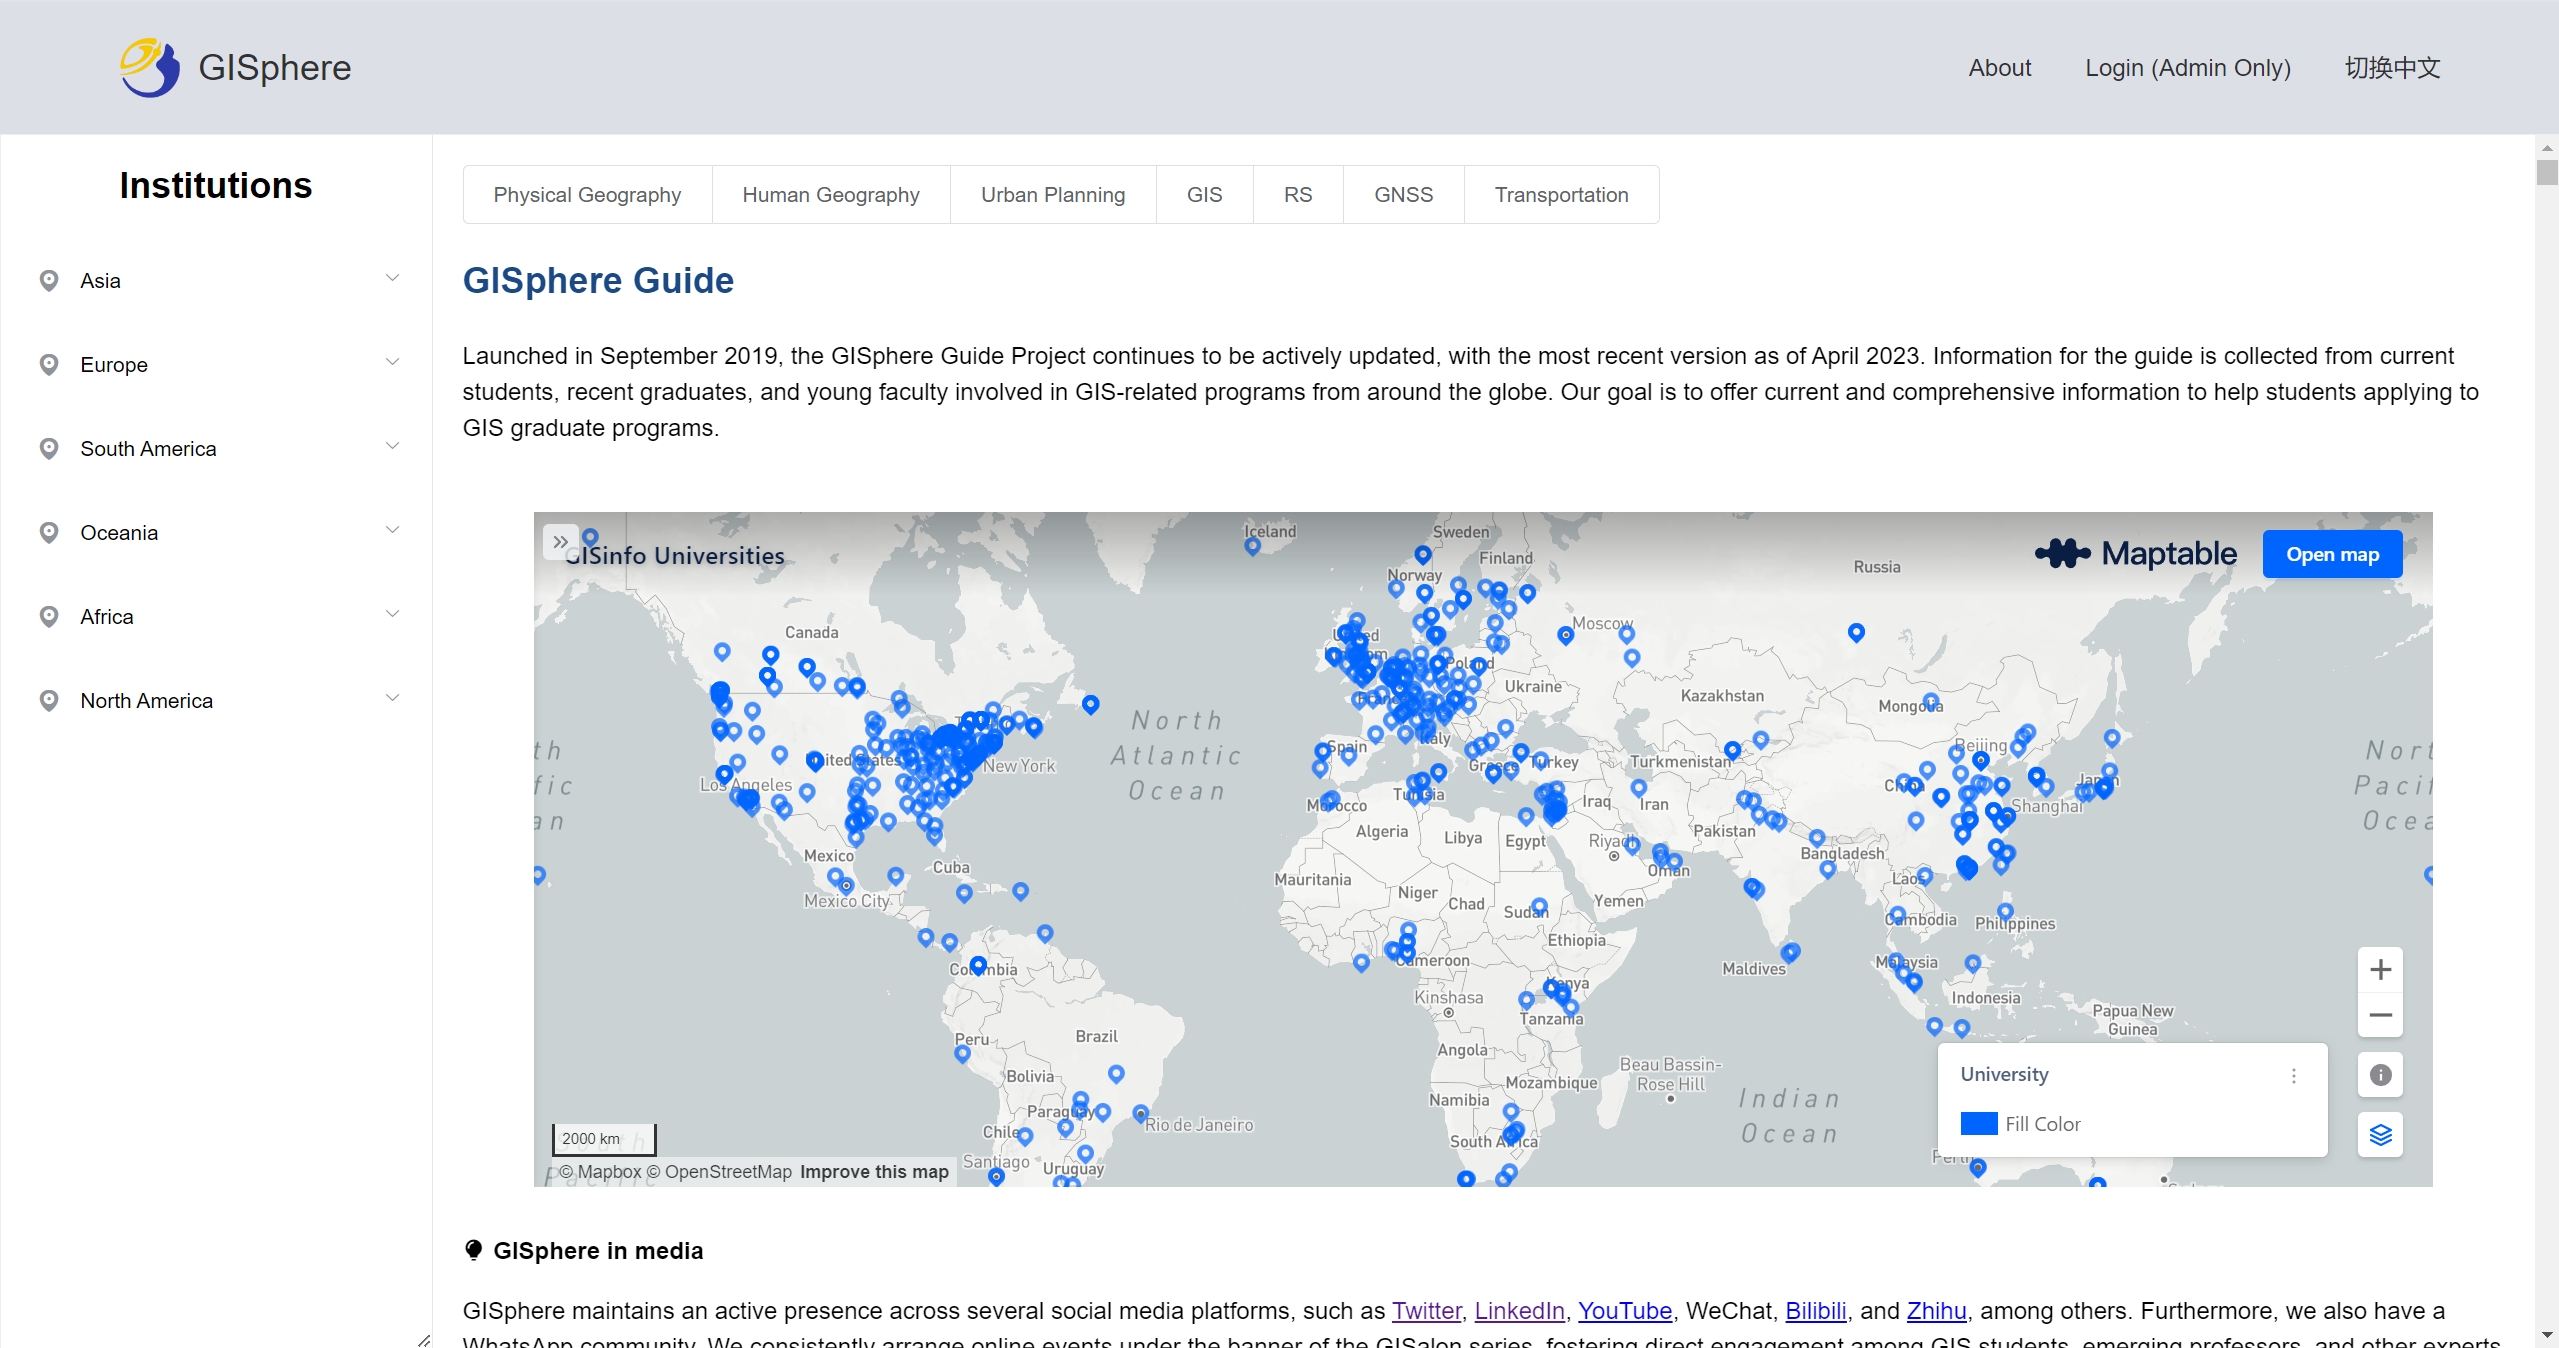 GISphere
About
Login (Admin Only)
切换中文
Institutions
Asia
Europe
South America
Oceania
Africa
North America
Physical Geography
Human Geography
Urban Planning
GIS
RS
GNSS
Transportation
GISphere Guide
Launched in September 2019, the GISphere Guide Project continues to be actively updated, with the most recent version as of April 2023. Information for the guide is collected from current
students, recent graduates, and young faculty involved in GIS-related programs from around the globe. Our goal is to offer current and comprehensive information to help students applying to
GIS graduate programs.
GISinfo Universities
Maptable
Open map
Iceland
Sweden
Finland
Norway
Russia
Canada
Moscow
Poland
Ukraine
Kazakhstan
Mongolia
North
Atlantic
Ocean
United States
New York
Los Angeles
Spain
Italy
Greece
Turkey
Turkmenistan
Beijing
China
Japan
Shanghai
Morocco
Tunisia
Iraq
Iran
Algeria
Libya
Egypt
Riyadh
Pakistan
Bangladesh
Oman
Laos
Mexico
Cuba
Mexico City
Mauritania
Niger
Chad
Sudan
Yemen
Cambodia
Philippines
Ethiopia
Cameroon
Colombia
Maldives
Malaysia
Kinshasa
Kenya
Tanzania
Indonesia
Papua New
Guinea
Peru
Brazil
Angola
Bolivia
Mozambique
Beau Bassin-
Rose Hill
Namibia
Indian
Ocean
Paraguay
Rio de Janeiro
Chile
South Africa
Santiago
Uruguay
Perth
University
Fill Color
2000 km
© Mapbox © OpenStreetMap Improve this map
GISphere in media
GISphere maintains an active presence across several social media platforms, such as Twitter, LinkedIn, YouTube, WeChat, Bilibili, and Zhihu, among others. Furthermore, we also have a
WhatsApp community. We consistently arrange online events under the banner of the GISalon series, fostering direct engagement among GIS students, emerging professors, and other experts